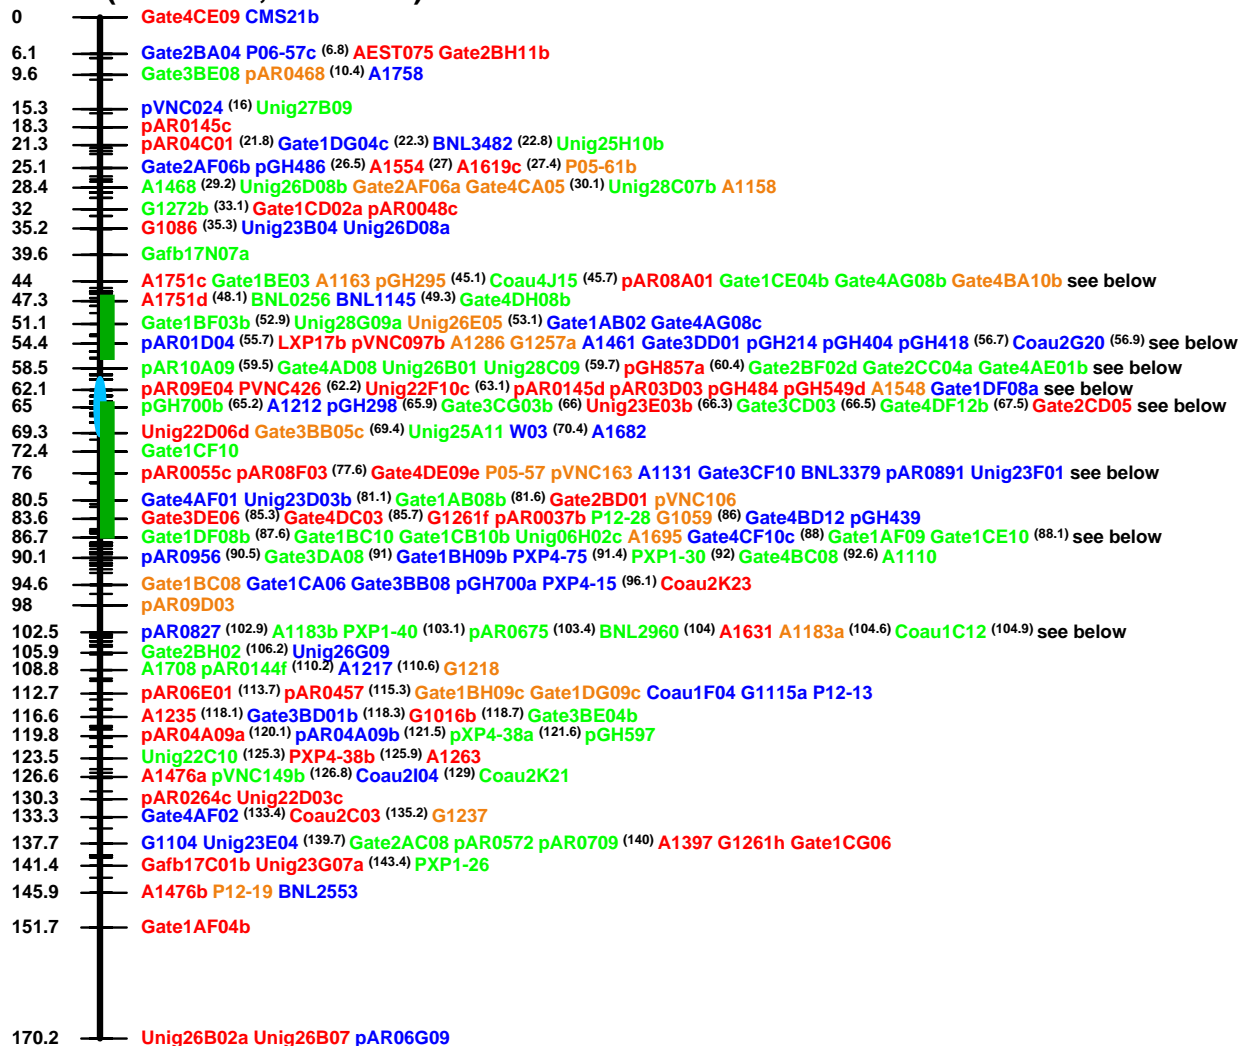 0 Gate4CE09 CMS21b
6.1 Gate2BA04 P06-57c (6.8) AEST075 Gate2BH11b
9.6 Gate3BE08 pAR0468 (10.4) A1758
15.3 pVNC024 (16) Unig27B09
18.3 pAR0145c
21.3 pAR04C01 (21.8) Gate1DG04c (22.3) BNL3482 (22.8) Unig25H10b
25.1 Gate2AF06b pGH486 (26.5) A1554 (27) A1619c (27.4) P05-61b
28.4 A1468 (29.2) Unig26D08b Gate2AF06a Gate4CA05 (30.1) Unig28C07b A1158
32 G1272b (33.1) Gate1CD02a pAR0048c
35.2 G1086 (35.3) Unig23B04 Unig26D08a
39.6 Gafb17N07a
44 A1751c Gate1BE03 A1163 pGH295 (45.1) Coau4J15 (45.7) pAR08A01 Gate1CE04b Gate4AG08b Gate4BA10b see below
47.3 A1751d (48.1) BNL0256 BNL1145 (49.3) Gate4DH08b
51.1 Gate1BF03b (52.9) Unig28G09a Unig26E05 (53.1) Gate1AB02 Gate4AG08c
54.4 pAR01D04 (55.7) LXP17b pVNC097b A1286 G1257a A1461 Gate3DD01 pGH214 pGH404 pGH418 (56.7) Coau2G20 (56.9) see below
58.5 pAR10A09 (59.5) Gate4AD08 Unig26B01 Unig28C09 (59.7) pGH857a (60.4) Gate2BF02d Gate2CC04a Gate4AE01b see below
62.1 pAR09E04 PVNC426 (62.2) Unig22F10c (63.1) pAR0145d pAR03D03 pGH484 pGH549d A1548 Gate1DF08a see below
65 pGH700b (65.2) A1212 pGH298 (65.9) Gate3CG03b (66) Unig23E03b (66.3) Gate3CD03 (66.5) Gate4DF12b (67.5) Gate2CD05 see below
69.3 Unig22D06d Gate3BB05c (69.4) Unig25A11 W03 (70.4) A1682
72.4 Gate1CF10
76 pAR0055c pAR08F03 (77.6) Gate4DE09e P05-57 pVNC163 A1131 Gate3CF10 BNL3379 pAR0891 Unig23F01 see below
80.5 Gate4AF01 Unig23D03b (81.1) Gate1AB08b (81.6) Gate2BD01 pVNC106
83.6 Gate3DE06 (85.3) Gate4DC03 (85.7) G1261f pAR0037b P12-28 G1059 (86) Gate4BD12 pGH439
86.7 Gate1DF08b (87.6) Gate1BC10 Gate1CB10b Unig06H02c A1695 Gate4CF10c (88) Gate1AF09 Gate1CE10 (88.1) see below
90.1 pAR0956 (90.5) Gate3DA08 (91) Gate1BH09b PXP4-75 (91.4) PXP1-30 (92) Gate4BC08 (92.6) A1110
94.6 Gate1BC08 Gate1CA06 Gate3BB08 pGH700a PXP4-15 (96.1) Coau2K23
98 pAR09D03
102.5 pAR0827 (102.9) A1183b PXP1-40 (103.1) pAR0675 (103.4) BNL2960 (104) A1631 A1183a (104.6) Coau1C12 (104.9) see below
105.9 Gate2BH02 (106.2) Unig26G09
108.8 A1708 pAR0144f (110.2) A1217 (110.6) G1218
112.7 pAR06E01 (113.7) pAR0457 (115.3) Gate1BH09c Gate1DG09c Coau1F04 G1115a P12-13
116.6 A1235 (118.1) Gate3BD01b (118.3) G1016b (118.7) Gate3BE04b
119.8 pAR04A09a (120.1) pAR04A09b (121.5) pXP4-38a (121.6) pGH597
123.5 Unig22C10 (125.3) PXP4-38b (125.9) A1263
126.6 A1476a pVNC149b (126.8) Coau2I04 (129) Coau2K21
130.3 pAR0264c Unig22D03c
133.3 Gate4AF02 (133.4) Coau2C03 (135.2) G1237
137.7 G1104 Unig23E04 (139.7) Gate2AC08 pAR0572 pAR0709 (140) A1397 G1261h Gate1CG06
141.4 Gafb17C01b Unig23G07a (143.4) PXP1-26
145.9 A1476b P12-19 BNL2553
151.7 Gate1AF04b
170.2 Unig26B02a Unig26B07 pAR06G09